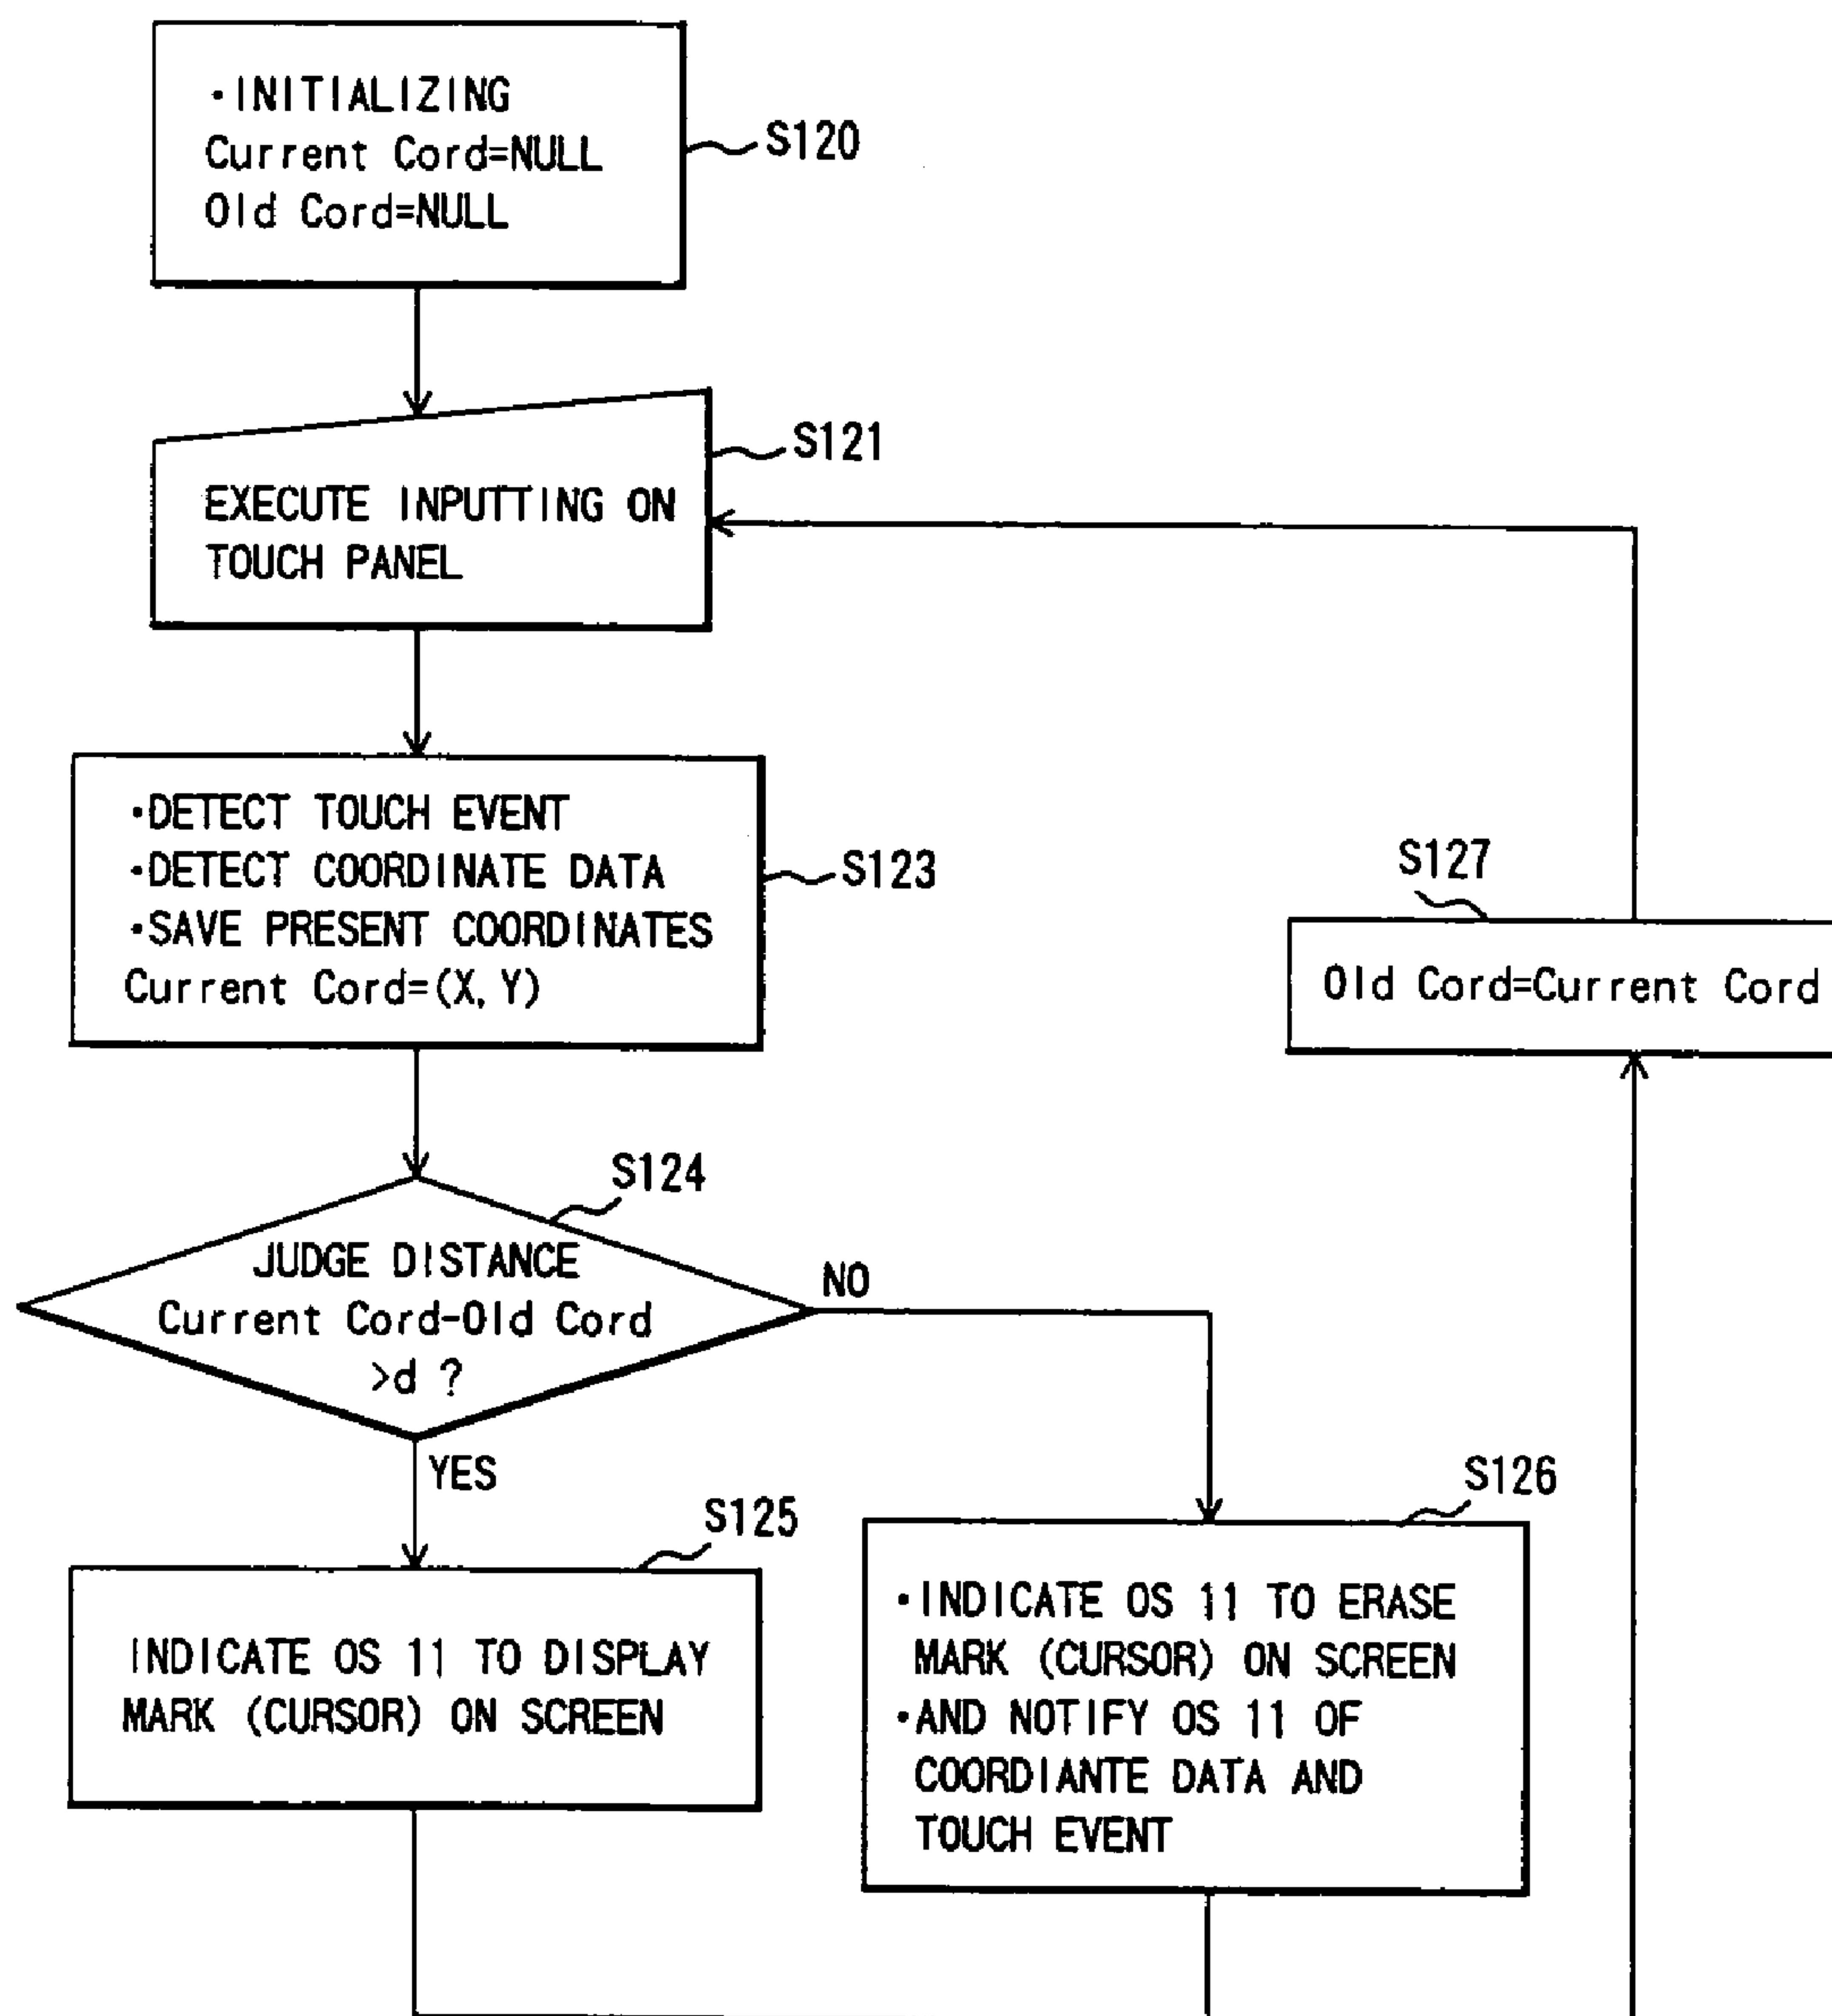 ·INITIALIZING
Current Cord=NULL
Old Cord=NULL
S120
S121
EXECUTE INPUTTING ON
TOUCH PANEL
·DETECT TOUCH EVENT
·DETECT COORDINATE DATA
·SAVE PRESENT COORDINATES
Current Cord=(X,Y)
S123
S127
Old Cord=Current Cord
S124
JUDGE DISTANCE
Current Cord-Old Cord
>d ?
NO
YES
S125
INDICATE OS 11 TO DISPLAY
MARK (CURSOR) ON SCREEN
S126
·INDICATE OS 11 TO ERASE
MARK (CURSOR) ON SCREEN
·AND NOTIFY OS 11 OF
COORDIANTE DATA AND
TOUCH EVENT